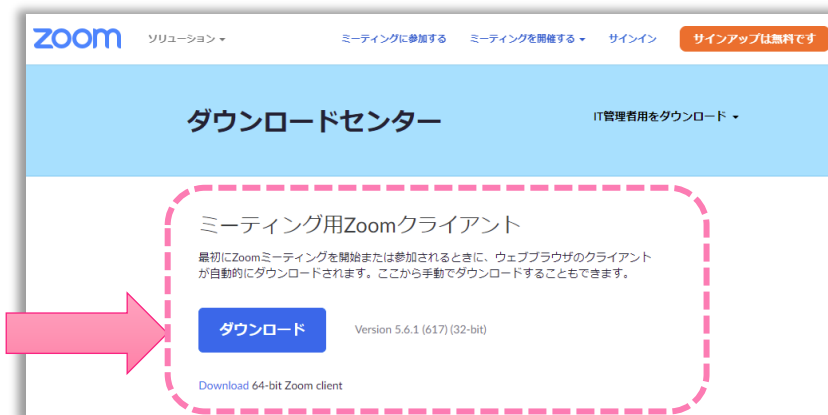 zoom ソリューション ミーティングに参加する ミーティングを開催する サインイン サインアップは無料です
ダウンロードセンター IT管理者用をダウンロード
ミーティング用Zoomクライアント
最初にZoomミーティングを開始または参加されるときに、ウェブブラウザのクライアント
が自動的にダウンロードされます。ここから手動でダウンロードすることもできます。
ダウンロード Version 5.6.1 (617) (32-bit)
Download 64-bit Zoom client